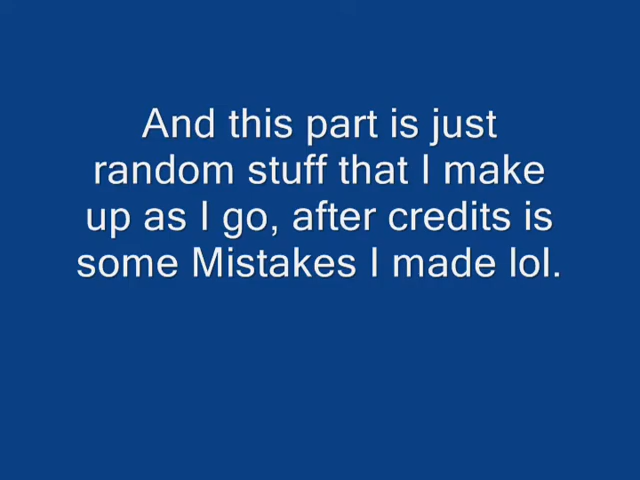 And this part is just
random stuff that I make
up as I go, after credits is
some Mistakes I made lol.